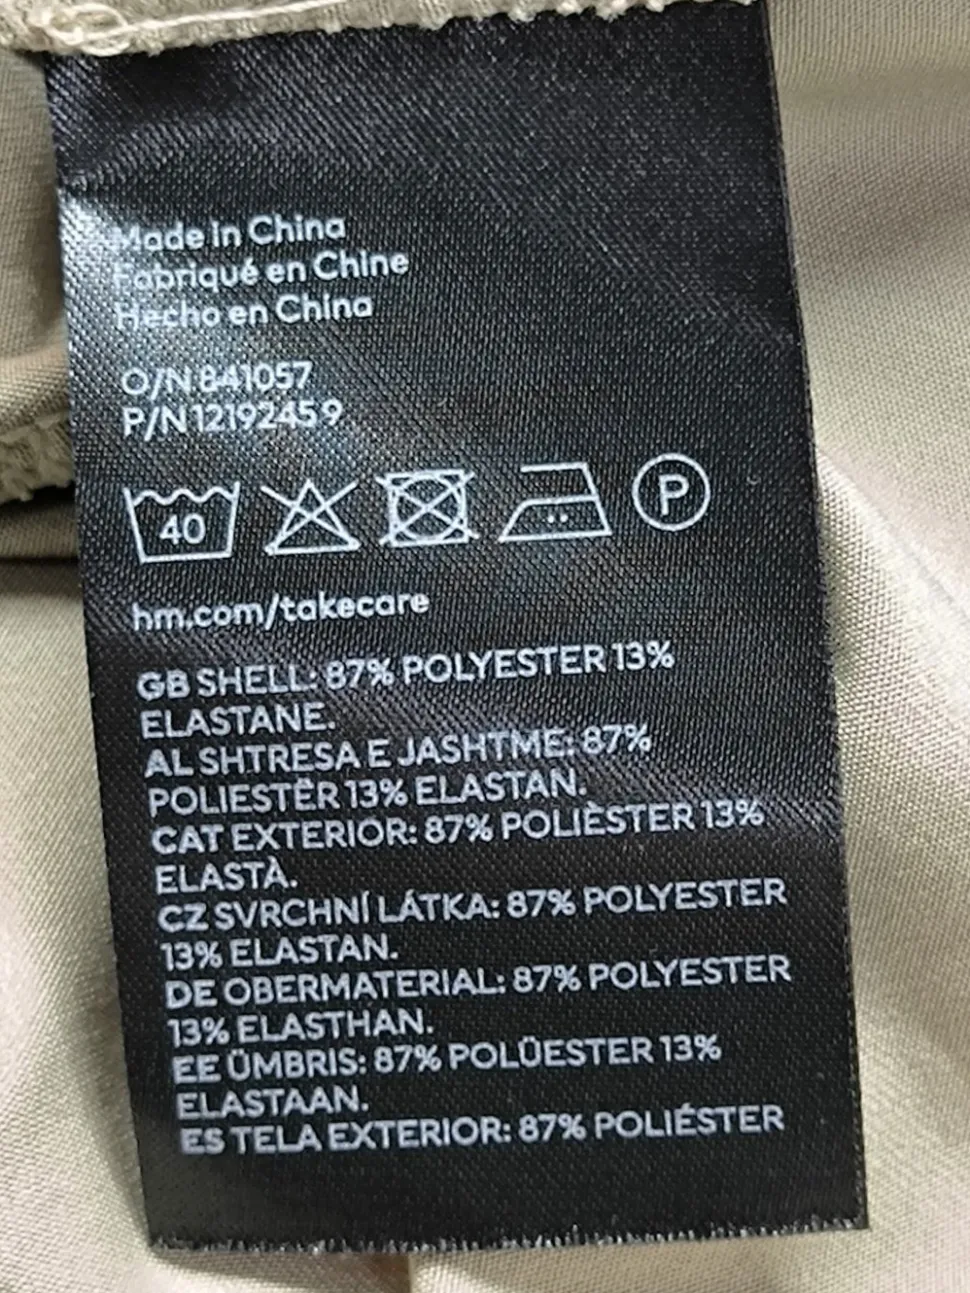 Made in China
Fabriqué en Chine
Hecho en China
O/N 841057
P/N 12192459
40
P
hm.com/takecare
GB SHELL: 87% POLYESTER 13%
ELASTANE.
AL SHTRESA E JASHTME: 87%
POLIESTËR 13% ELASTAN.
CAT EXTERIOR: 87% POLIÈSTER 13%
ELASTÀ.
CZ SVRCHNÍ LÁTKA: 87% POLYESTER
13% ELASTAN.
DE OBERMATERIAL: 87% POLYESTER
13% ELASTHAN.
EE ÜMBRIS: 87% POLÜESTER 13%
ELASTAAN.
ES TELA EXTERIOR: 87% POLIÉSTER